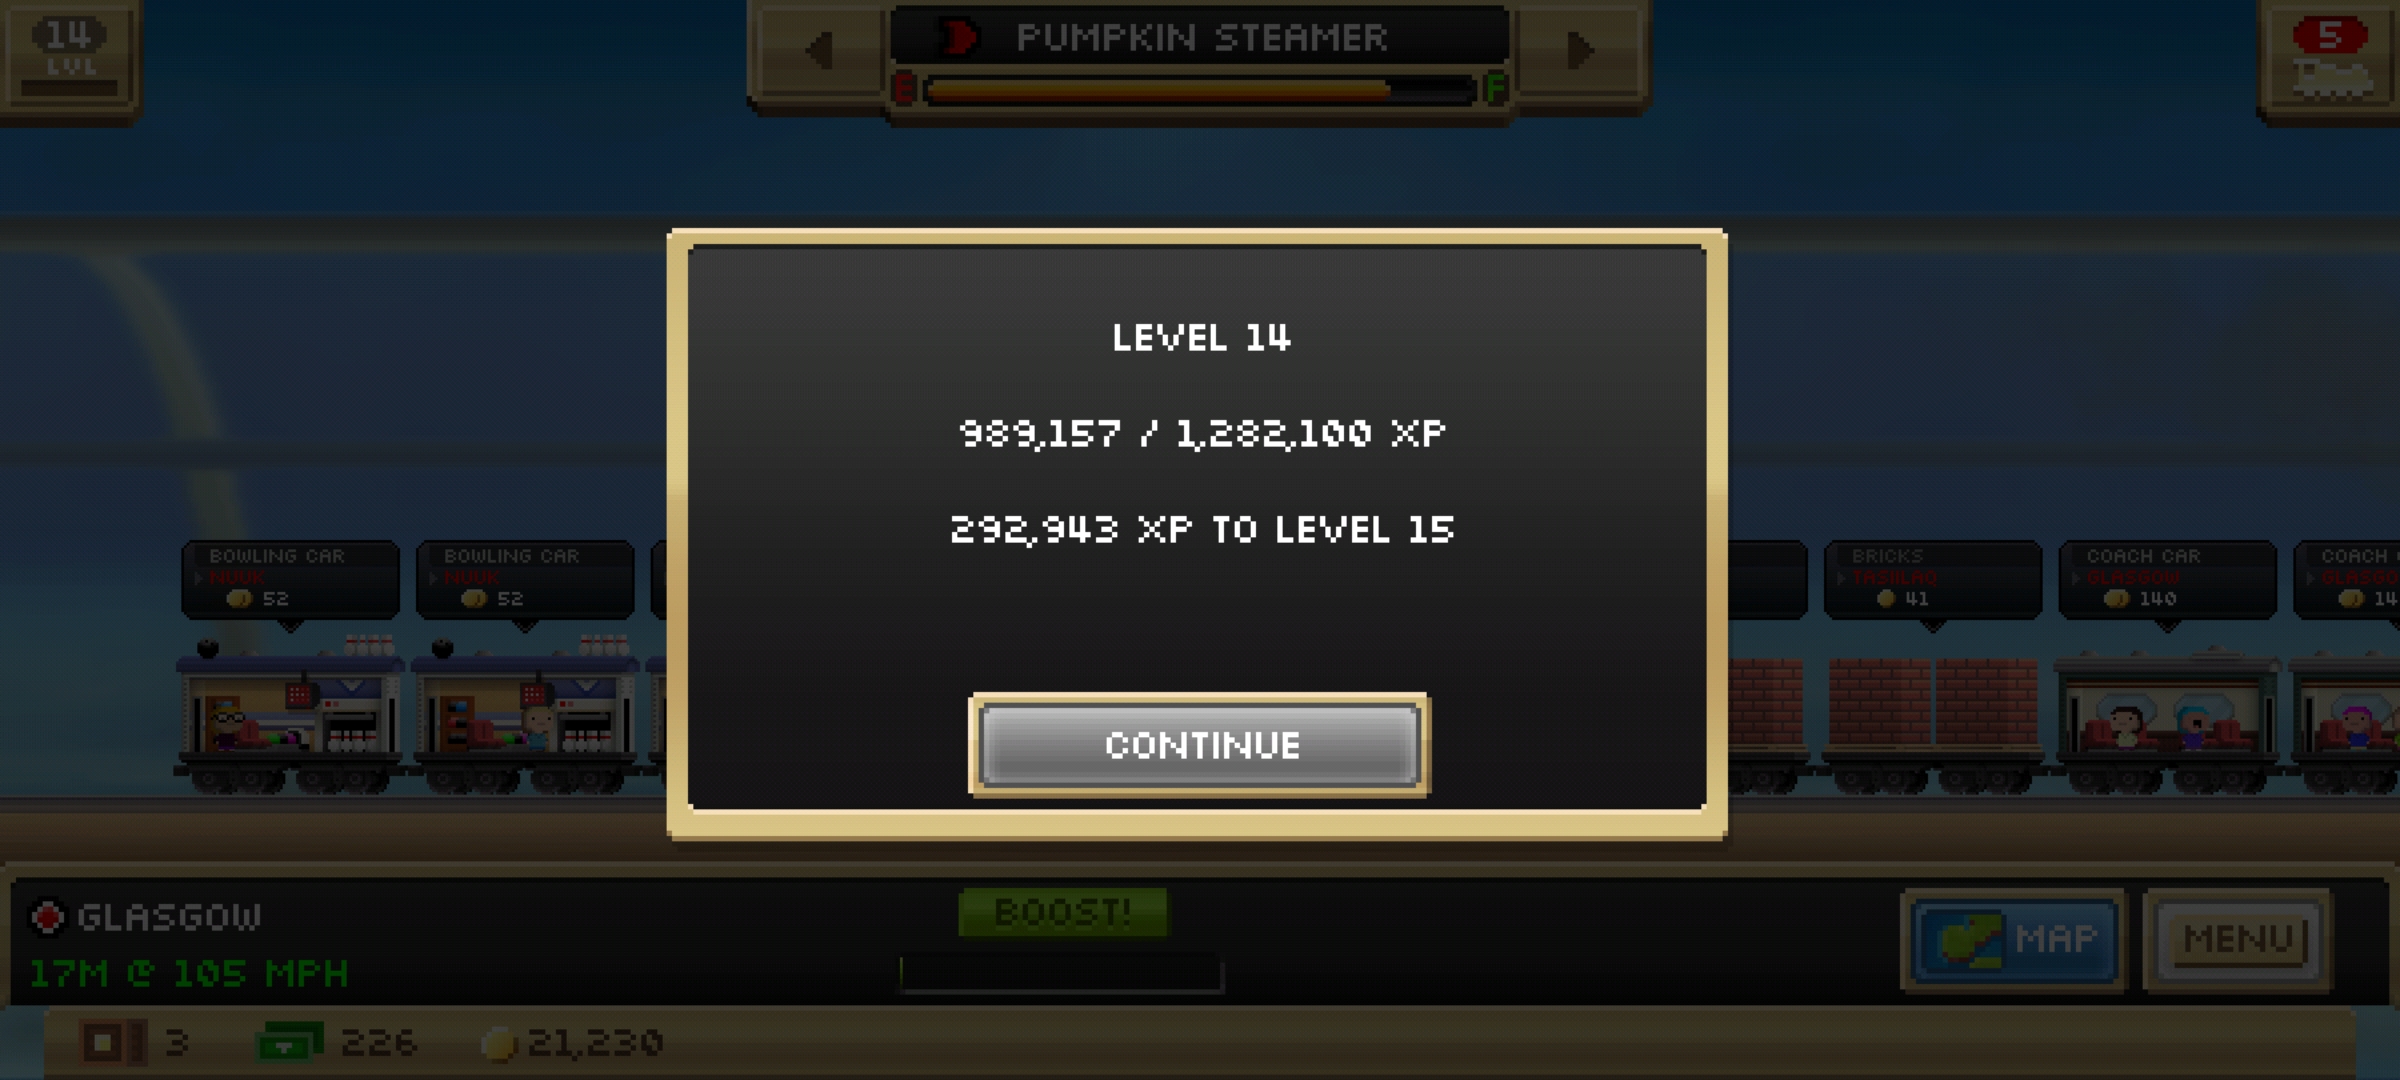 14
LVL
PUMPKIN STEAMER
E
F
5
LEVEL 14
989,157 / 1,282,100 XP
292,943 XP TO LEVEL 15
CONTINUE
BOWLING CAR
NUUK
52
BOWLING CAR
NUUK
52
BRICKS
TASIILAQ
41
COACH CAR
GLASGOW
140
COACH
GLASGO
14
GLASGOW
17M @ 105 MPH
BOOST!
MAP
MENU
3
226
21,230